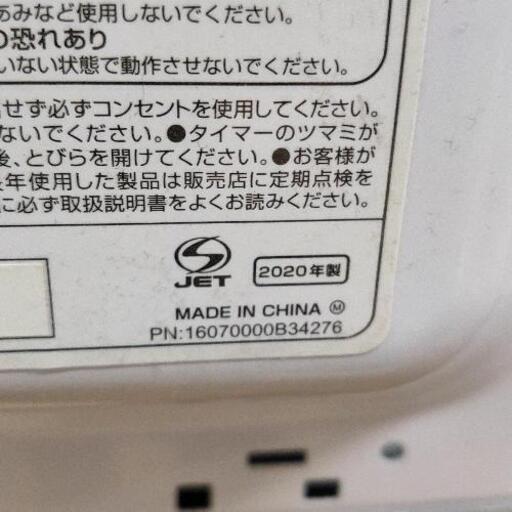 あみなど使用しないでください。
の恐れあり
いない状態で動作させないでください。
せず必ずコンセントを使用してください。
ないでください。●タイマーのツマミが
後、とびらを開けてください。●お客様が
年使用した製品は販売店に定期点検を
に必ず取扱説明書をよくお読みください。
S JET
2020年製
MADE IN CHINA Ⓜ
PN:16070000B34276